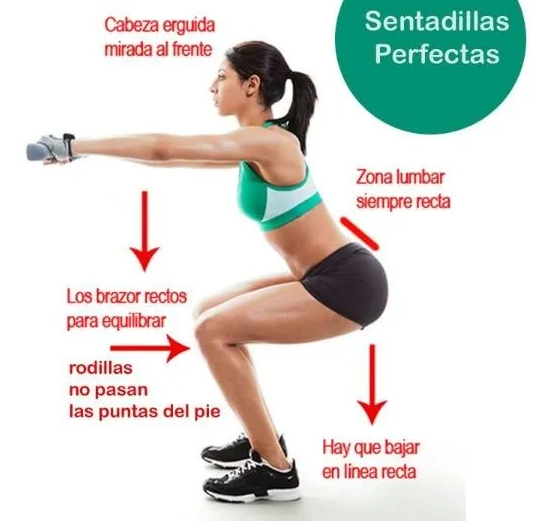 Cabeza erguida
mirada al frente
Sentadillas
Perfectas
Zona lumbar
siempre recta
Los brazor rectos
para equilibrar
rodillas
no pasan
las puntas del pie
Hay que bajar
en línea recta